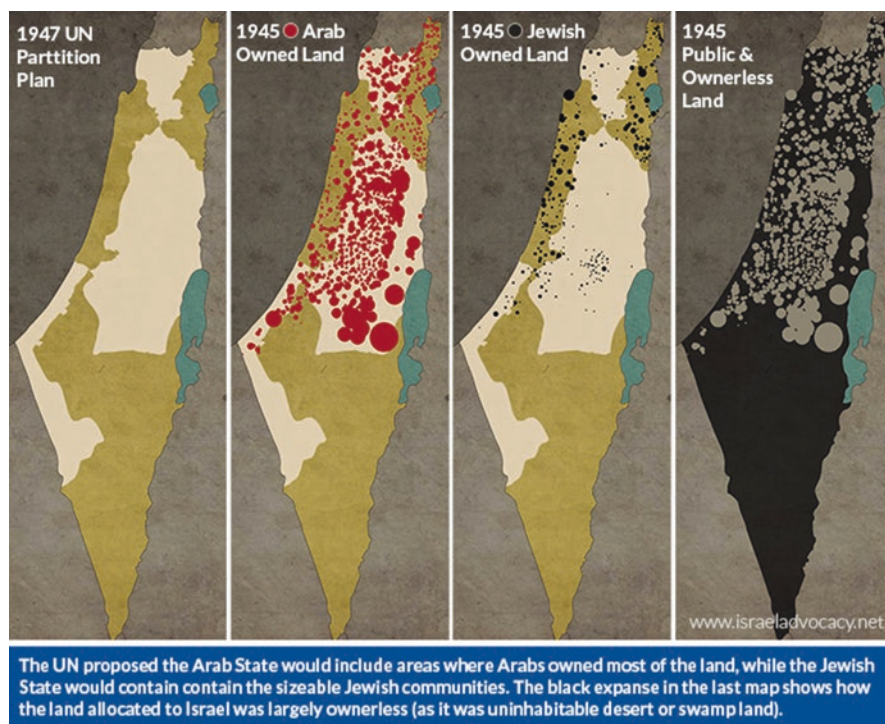 1947 UN
Parttition
Plan
1945 Arab
Owned Land
1945 Jewish
Owned Land
1945
Public &
Ownerless
Land
www.israeladvocacy.net
The UN proposed the Arab State would include areas where Arabs owned most of the land, while the Jewish
State would contain contain the sizeable Jewish communities. The black expanse in the last map shows how
the land allocated to Israel was largely ownerless (as it was uninhabitable desert or swamp land).